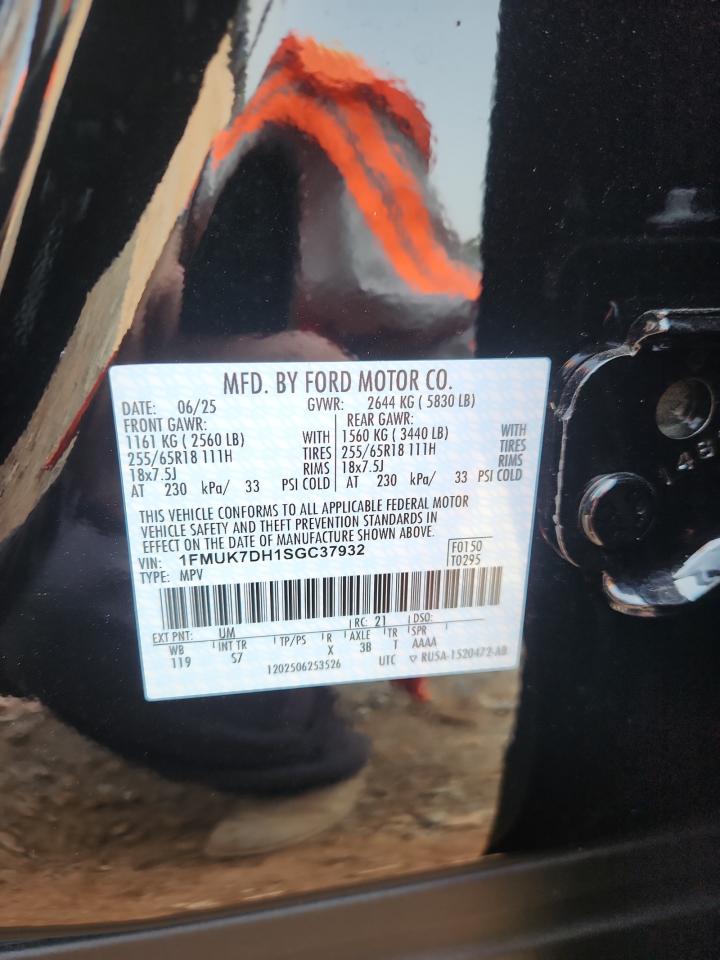 MFD. BY FORD MOTOR CO.
DATE: 06/25 GVWR: 2644 KG ( 5830 LB)
FRONT GAWR: REAR GAWR:
1161 KG ( 2560 LB) WITH 1560 KG ( 3440 LB) WITH
255/65R18 111H TIRES 255/65R18 111H TIRES
18x7.5J RIMS 18x7.5J RIMS
AT 230 kPa/ 33 PSI COLD AT 230 kPa/ 33 PSI COLD
THIS VEHICLE CONFORMS TO ALL APPLICABLE FEDERAL MOTOR
VEHICLE SAFETY AND THEFT PREVENTION STANDARDS IN
EFFECT ON THE DATE OF MANUFACTURE SHOWN ABOVE.
VIN: 1FMUK7DH1SGC37932 F0150
TYPE: MPV T0295
EXT PNT: UM RC: 21 DSO:
WB INT TR TP/PS R AXLE TR SPR
119 S7 X 3B T AAAA
1202506253526 UTC ▽ RU5A-1520472-AB